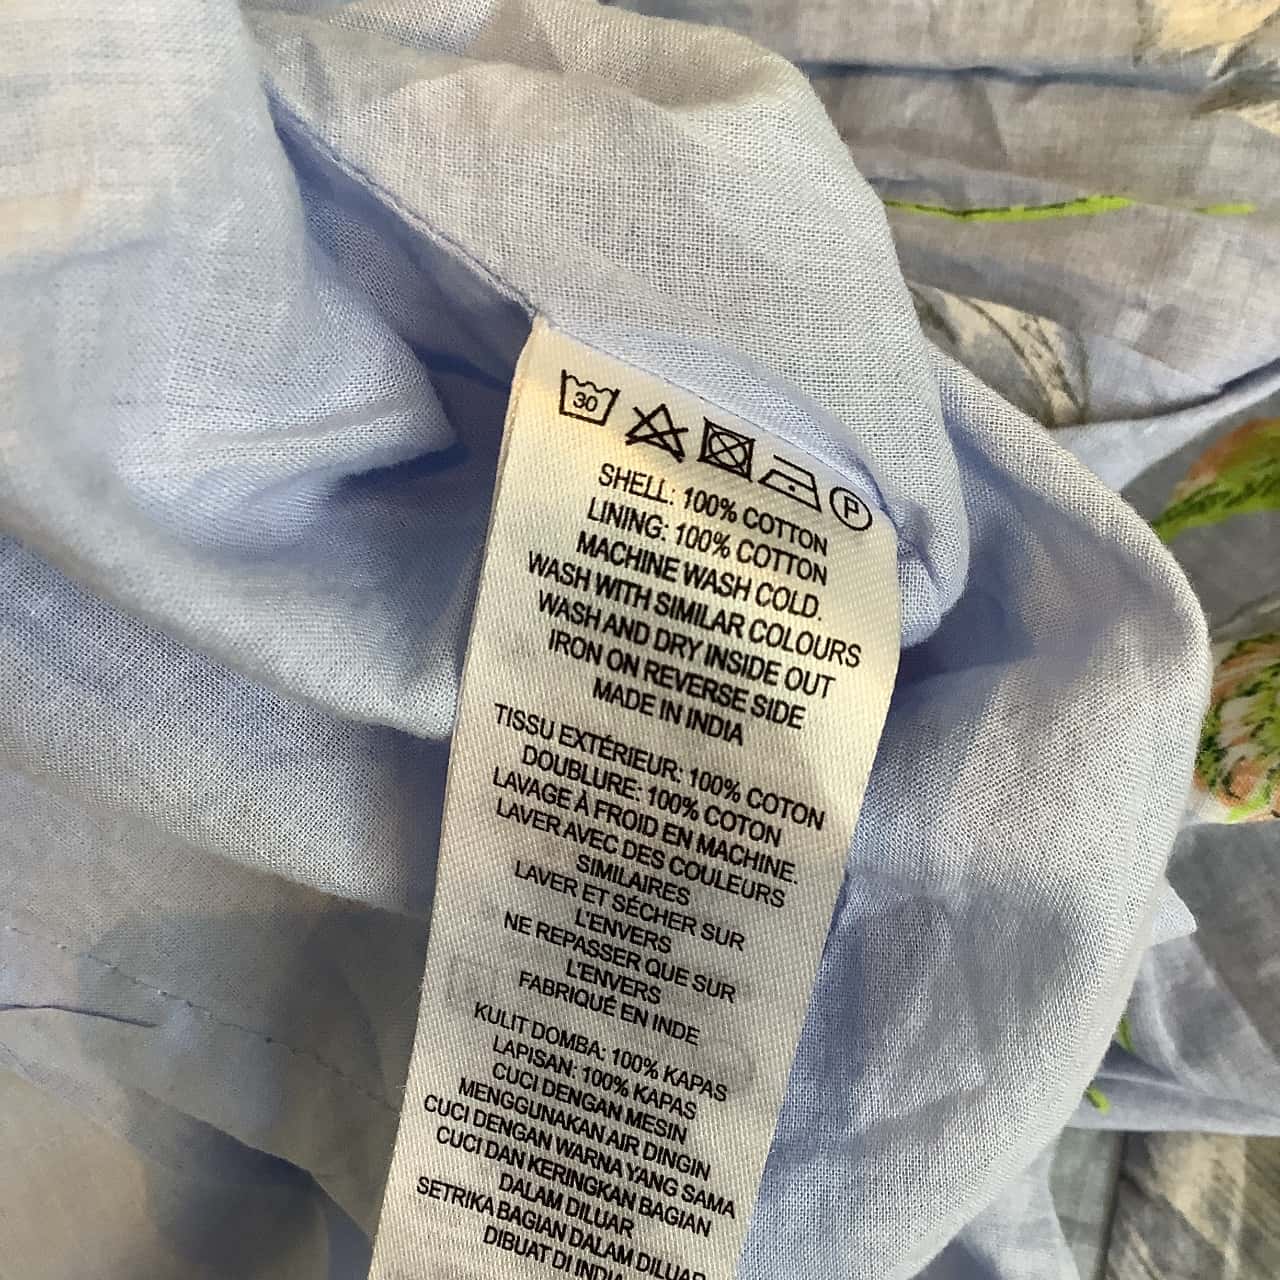 30
P
SHELL: 100% COTTON
LINING: 100% COTTON
MACHINE WASH COLD.
WASH WITH SIMILAR COLOURS
WASH AND DRY INSIDE OUT
IRON ON REVERSE SIDE
MADE IN INDIA
TISSU EXTÉRIEUR: 100% COTON
DOUBLURE: 100% COTON
LAVAGE À FROID EN MACHINE.
LAVER AVEC DES COULEURS
SIMILAIRES
LAVER ET SÉCHER SUR
L'ENVERS
NE REPASSER QUE SUR
L'ENVERS
FABRIQUÉ EN INDE
KULIT DOMBA: 100% KAPAS
LAPISAN: 100% KAPAS
CUCI DENGAN MESIN
MENGGUNAKAN AIR DINGIN
CUCI DENGAN WARNA YANG SAMA
CUCI DAN KERINGKAN BAGIAN
DALAM DILUAR
SETRIKA BAGIAN DALAM DILUAR
DIBUAT DI INDIA